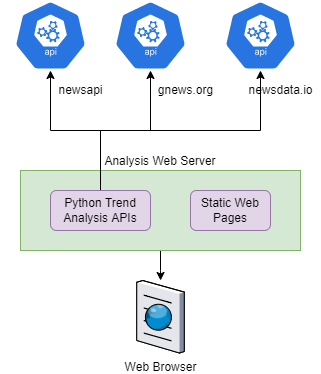 api api api
newsapi gnews.org newsdata.io
Analysis Web Server
Python Trend Static Web
Analysis APIs Pages
Web Browser